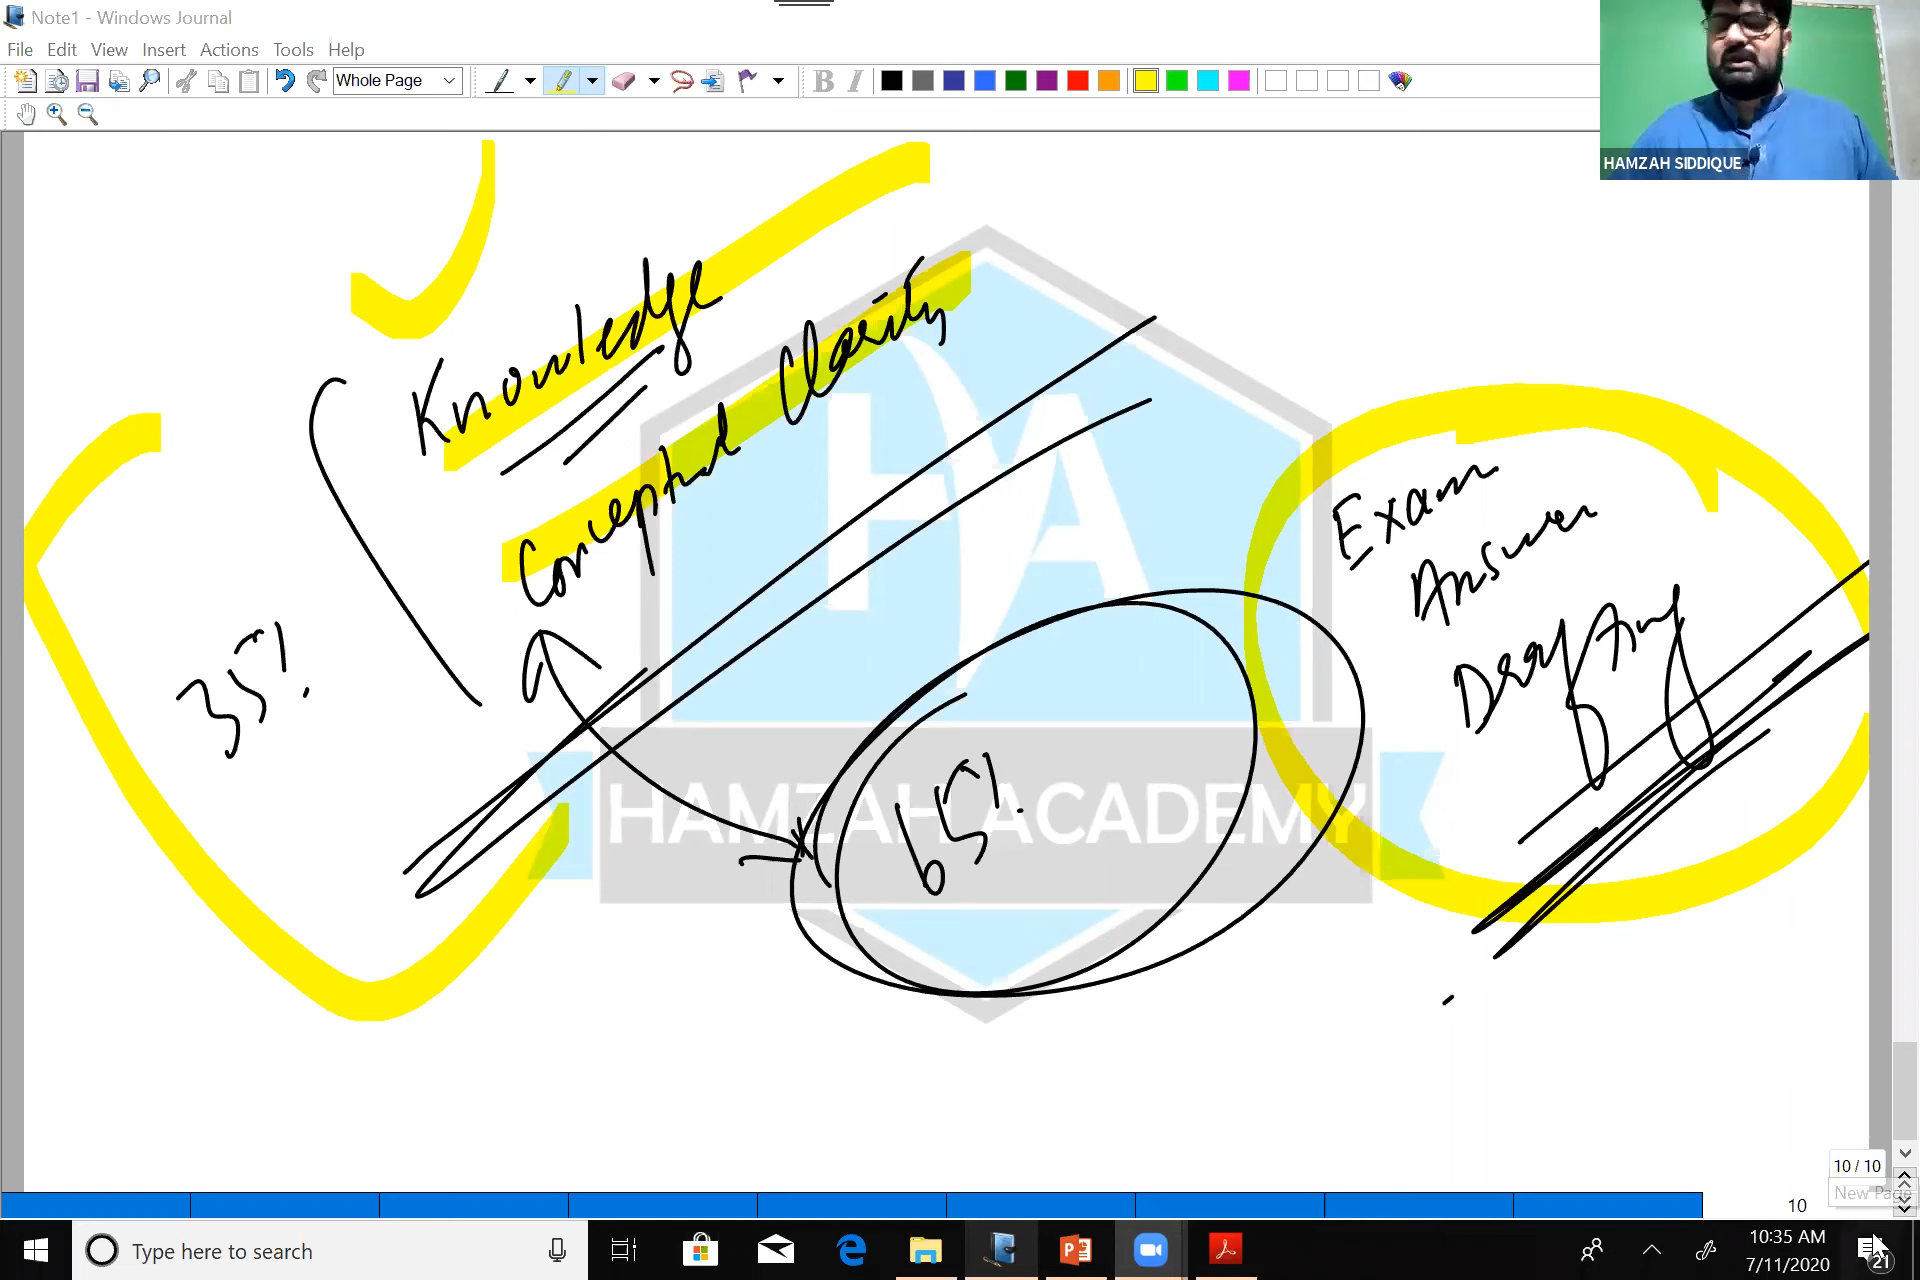 Note1 - Windows Journal
File Edit View Insert Actions Tools Help
Whole Page
B I
HAMZAH SIDDIQUE
Knowledge
Conceptual Clarity
35%
65%
Exam
Answer
Drafting
HA
HAMZAH ACADEMY
10 / 10
New Pag
10
Type here to search
10:35 AM
7/11/2020
21